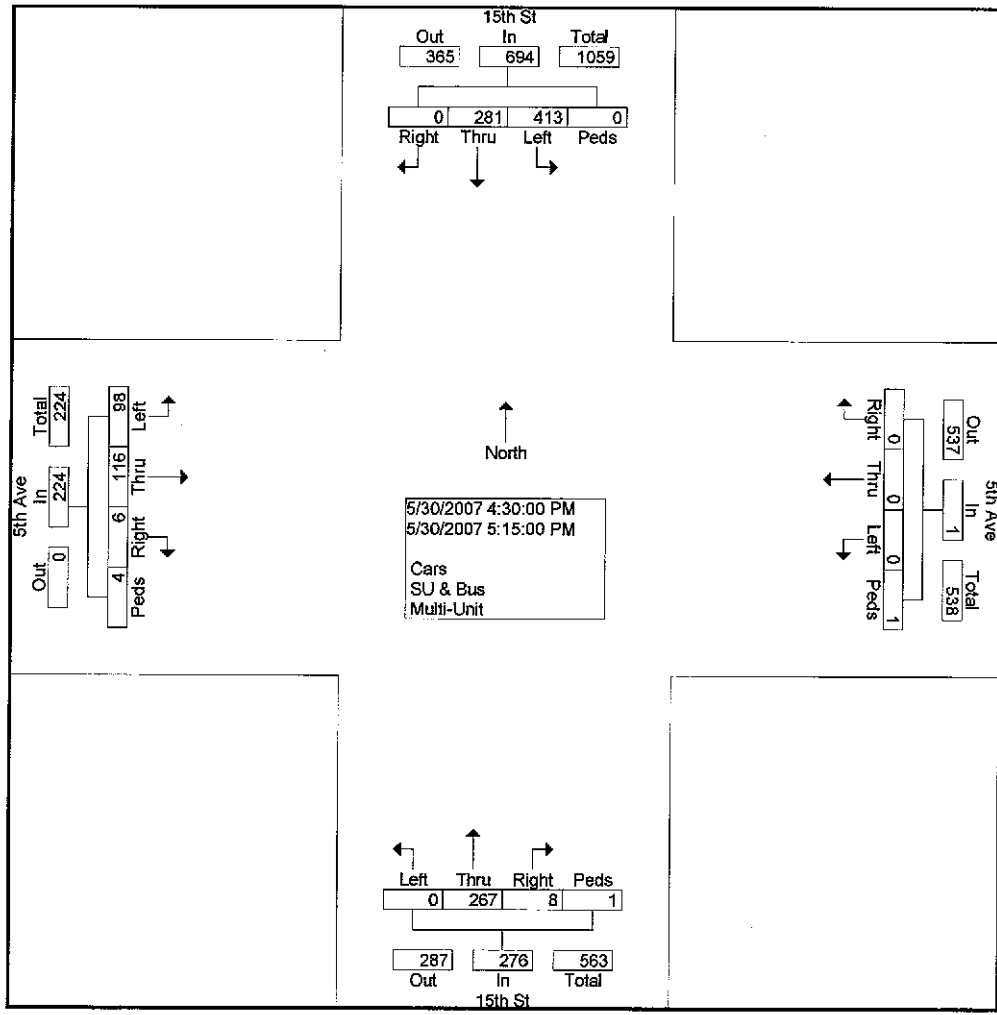 15th St
Out In Total
365 694 1059
0 281 413 0
Right Thru Left Peds
Total In Out
224 224 0
5th Ave
98 116 6 4
Left Thru Right Peds
North
5/30/2007 4:30:00 PM
5/30/2007 5:15:00 PM
Cars
SU & Bus
Multi-Unit
Out In Total
537 1 538
5th Ave
0 0 0 1
Right Thru Left Peds
Left Thru Right Peds
0 267 8 1
287 276 563
Out In Total
15th St